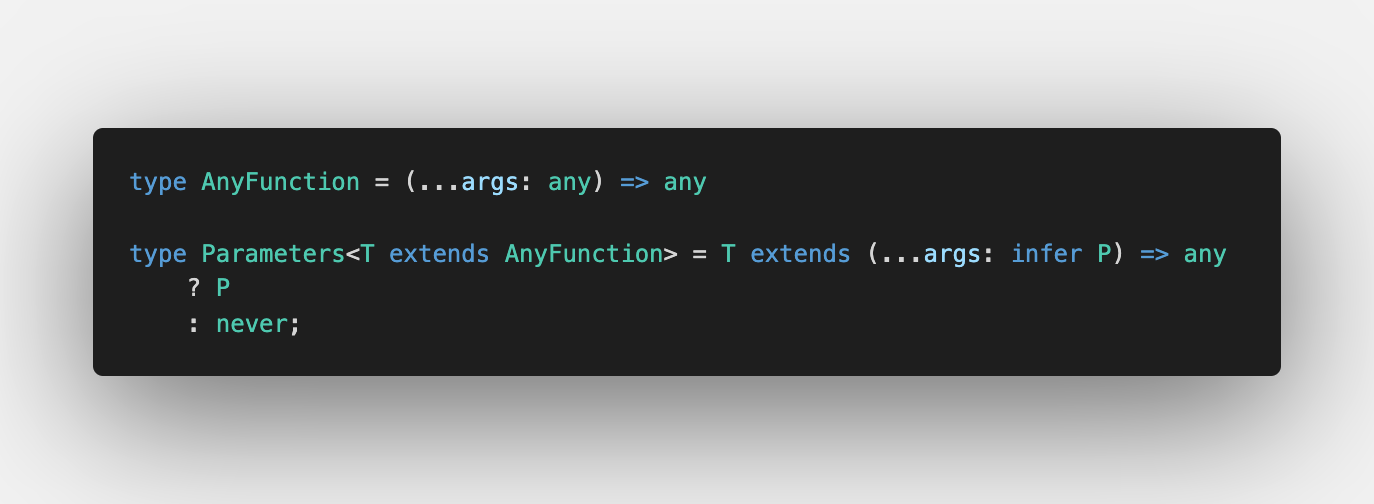 type AnyFunction = (...args: any) => any
type Parameters<T extends AnyFunction> = T extends (...args: infer P) => any
? P
: never;